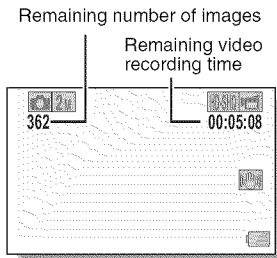 Remaining number of images
Remaining video
recording time
362
00:05:08